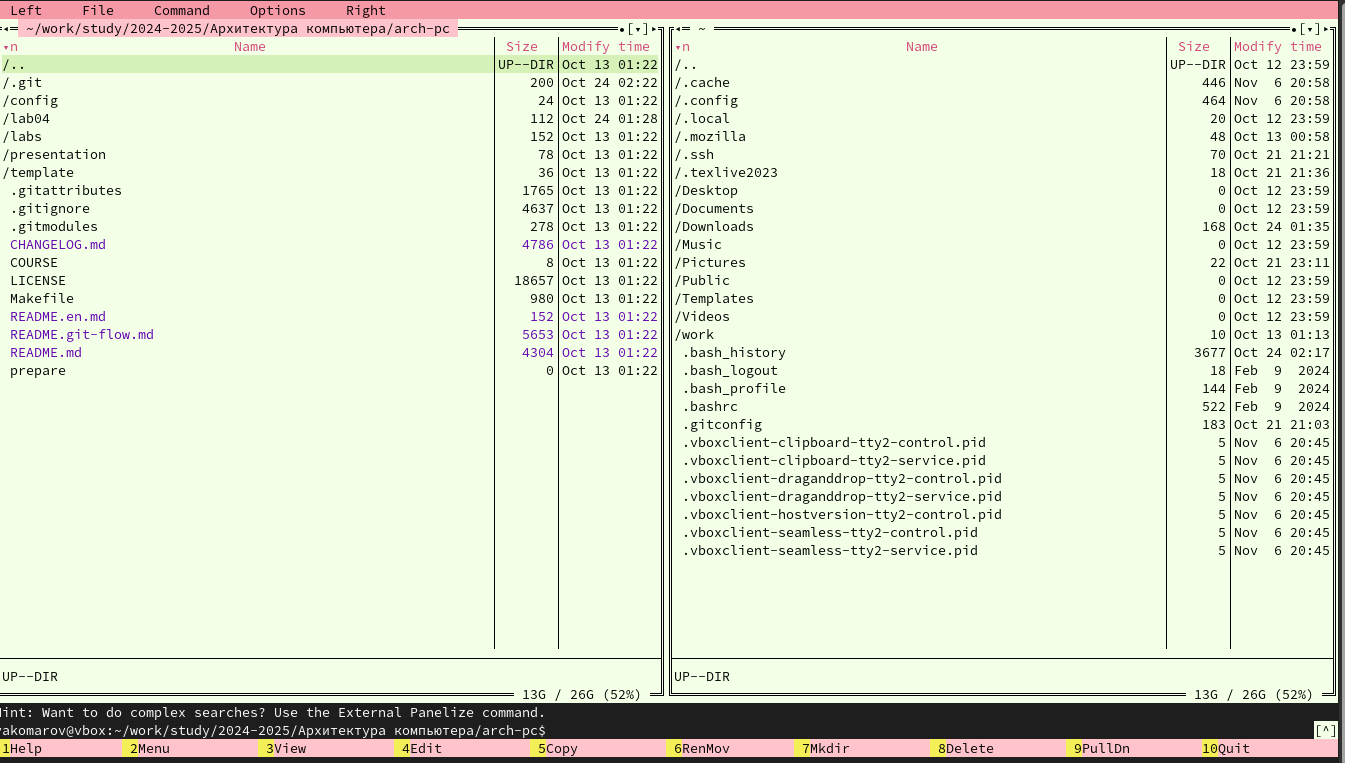 Left File Command Options Right
~/work/study/2024-2025/Архитектура компьютера/arch-pc .[▾]
▾n Name Size Modify time
/.. UP--DIR Oct 13 01:22
/.git 200 Oct 24 02:22
/config 24 Oct 13 01:22
/lab04 112 Oct 24 01:28
/labs 152 Oct 13 01:22
/presentation 78 Oct 13 01:22
/template 36 Oct 13 01:22
.gitattributes 1765 Oct 13 01:22
.gitignore 4637 Oct 13 01:22
.gitmodules 278 Oct 13 01:22
CHANGELOG.md 4786 Oct 13 01:22
COURSE 8 Oct 13 01:22
LICENSE 18657 Oct 13 01:22
Makefile 980 Oct 13 01:22
README.en.md 152 Oct 13 01:22
README.git-flow.md 5653 Oct 13 01:22
README.md 4304 Oct 13 01:22
prepare 0 Oct 13 01:22
UP--DIR
13G / 26G (52%)
~ .[▾]
▾n Name Size Modify time
/.. UP--DIR Oct 12 23:59
/.cache 446 Nov 6 20:58
/.config 464 Nov 6 20:58
/.local 20 Oct 12 23:59
/.mozilla 48 Oct 13 00:58
/.ssh 70 Oct 21 21:21
/.texlive2023 18 Oct 21 21:36
/Desktop 0 Oct 12 23:59
/Documents 0 Oct 12 23:59
/Downloads 168 Oct 24 01:35
/Music 0 Oct 12 23:59
/Pictures 22 Oct 21 23:11
/Public 0 Oct 12 23:59
/Templates 0 Oct 12 23:59
/Videos 0 Oct 12 23:59
/work 10 Oct 13 01:13
.bash_history 3677 Oct 24 02:17
.bash_logout 18 Feb 9 2024
.bash_profile 144 Feb 9 2024
.bashrc 522 Feb 9 2024
.gitconfig 183 Oct 21 21:03
.vboxclient-clipboard-tty2-control.pid 5 Nov 6 20:45
.vboxclient-clipboard-tty2-service.pid 5 Nov 6 20:45
.vboxclient-draganddrop-tty2-control.pid 5 Nov 6 20:45
.vboxclient-draganddrop-tty2-service.pid 5 Nov 6 20:45
.vboxclient-hostversion-tty2-control.pid 5 Nov 6 20:45
.vboxclient-seamless-tty2-control.pid 5 Nov 6 20:45
.vboxclient-seamless-tty2-service.pid 5 Nov 6 20:45
UP--DIR
13G / 26G (52%)
Hint: Want to do complex searches? Use the External Panelize command.
yakomarov@vbox:~/work/study/2024-2025/Архитектура компьютера/arch-pc$ [^]
1Help 2Menu 3View 4Edit 5Copy 6RenMov 7Mkdir 8Delete 9PullDn 10Quit